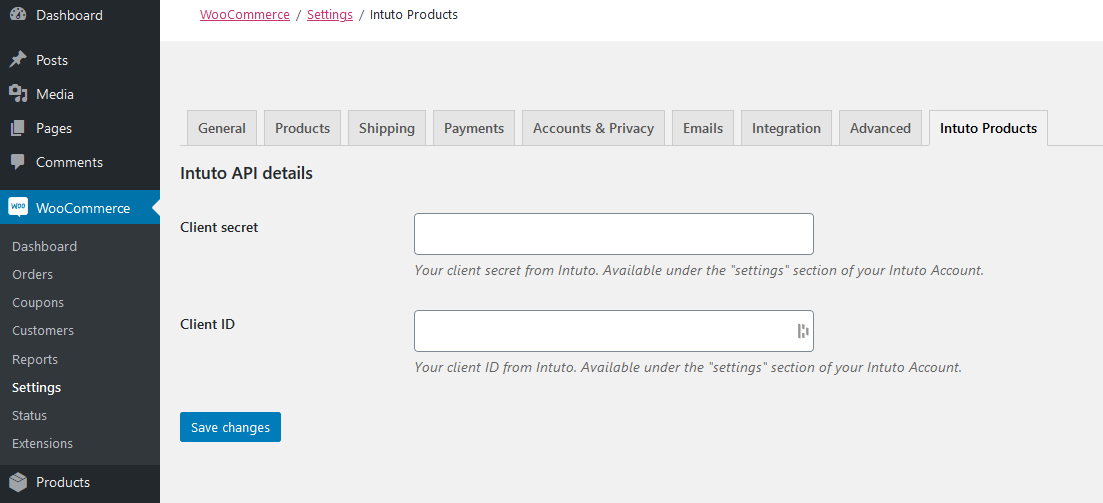 Dashboard
WooCommerce / Settings / Intuto Products
Posts
Media
Pages
Comments
WOO
WooCommerce
Dashboard
Orders
Coupons
Customers
Reports
Settings
Status
Extensions
Products
General
Products
Shipping
Payments
Accounts & Privacy
Emails
Integration
Advanced
Intuto Products
Intuto API details
Client secret
Your client secret from Intuto. Available under the "settings" section of your Intuto Account.
Client ID
Your client ID from Intuto. Available under the "settings" section of your Intuto Account.
Save changes